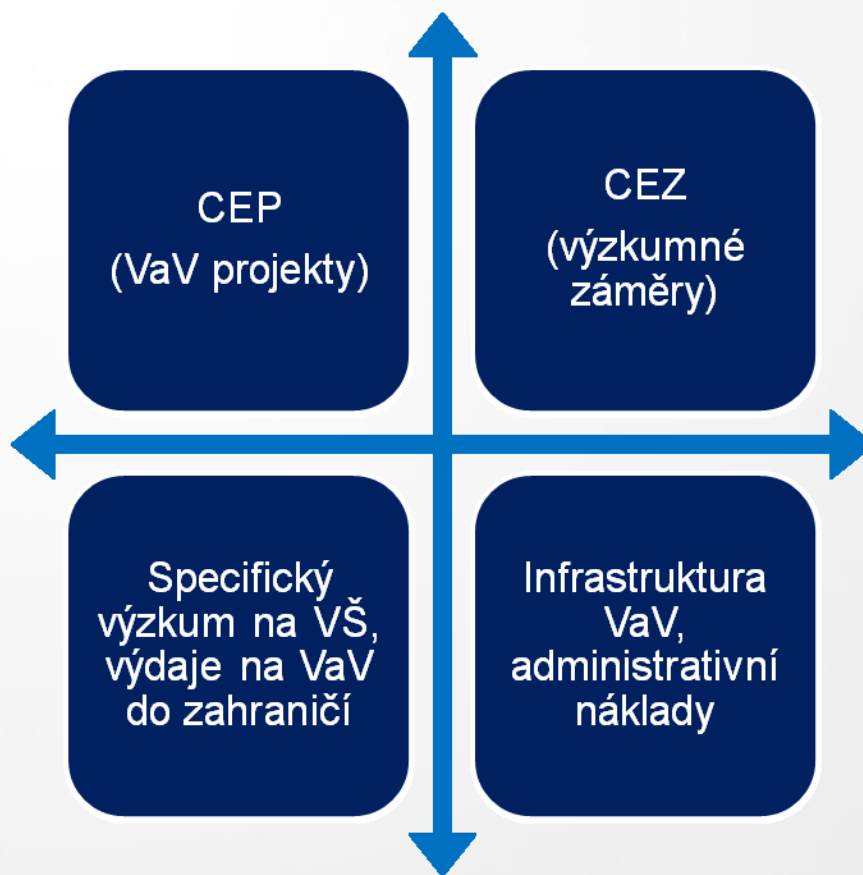 CEP
(VaV projekty)
CEZ
(výzkumné
záměry)
Specifický
výzkum na VŠ,
výdaje na VaV
do zahraničí
Infrastruktura
VaV,
administrativní
náklady